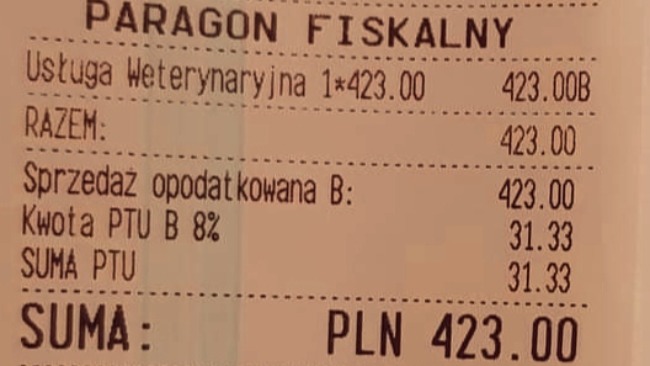 PARAGON FISKALNY
Usługa Weterynaryjna 1*423.00 423.00B
RAZEM: 423.00
Sprzedaż opodatkowana B: 423.00
Kwota PTU B 8% 31.33
SUMA PTU 31.33
SUMA: PLN 423.00